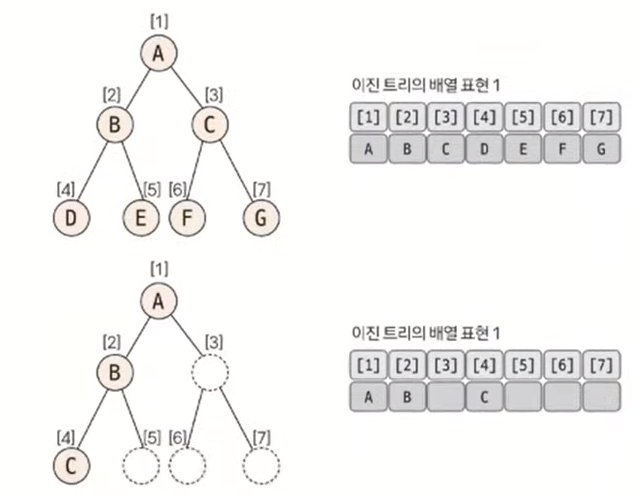 [1]
A
[2] [3]
B C
[4] [5] [6] [7]
D E F G
이진 트리의 배열 표현 1
[1] [2] [3] [4] [5] [6] [7]
A B C D E F G
[1]
A
[2] [3]
B
[4] [5] [6] [7]
C
이진 트리의 배열 표현 1
[1] [2] [3] [4] [5] [6] [7]
A B C